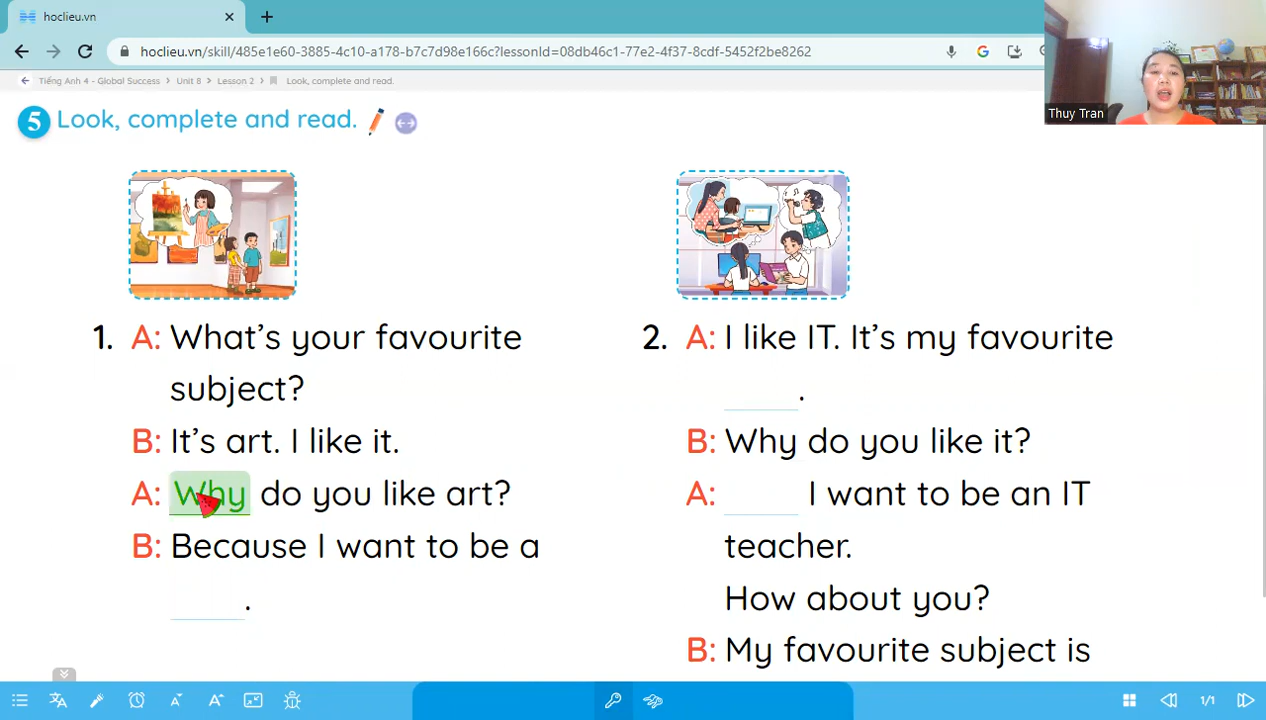 hoclieu.vn
hoclieu.vn/skill/485e1e60-3885-4c10-a178-b7c7d98e166c?lessonId=08db46c1-77e2-4f37-8cdf-5452f2be8262
Tiếng Anh 4 - Global Success > Unit 8 > Lesson 2 > Look, complete and read.
Thuy Tran
5 Look, complete and read.
1. A: What's your favourite
subject?
B: It's art. I like it.
A: Why do you like art?
B: Because I want to be a
____.
2. A: I like IT. It's my favourite
____.
B: Why do you like it?
A: ____ I want to be an IT
teacher.
How about you?
B: My favourite subject is
1/1